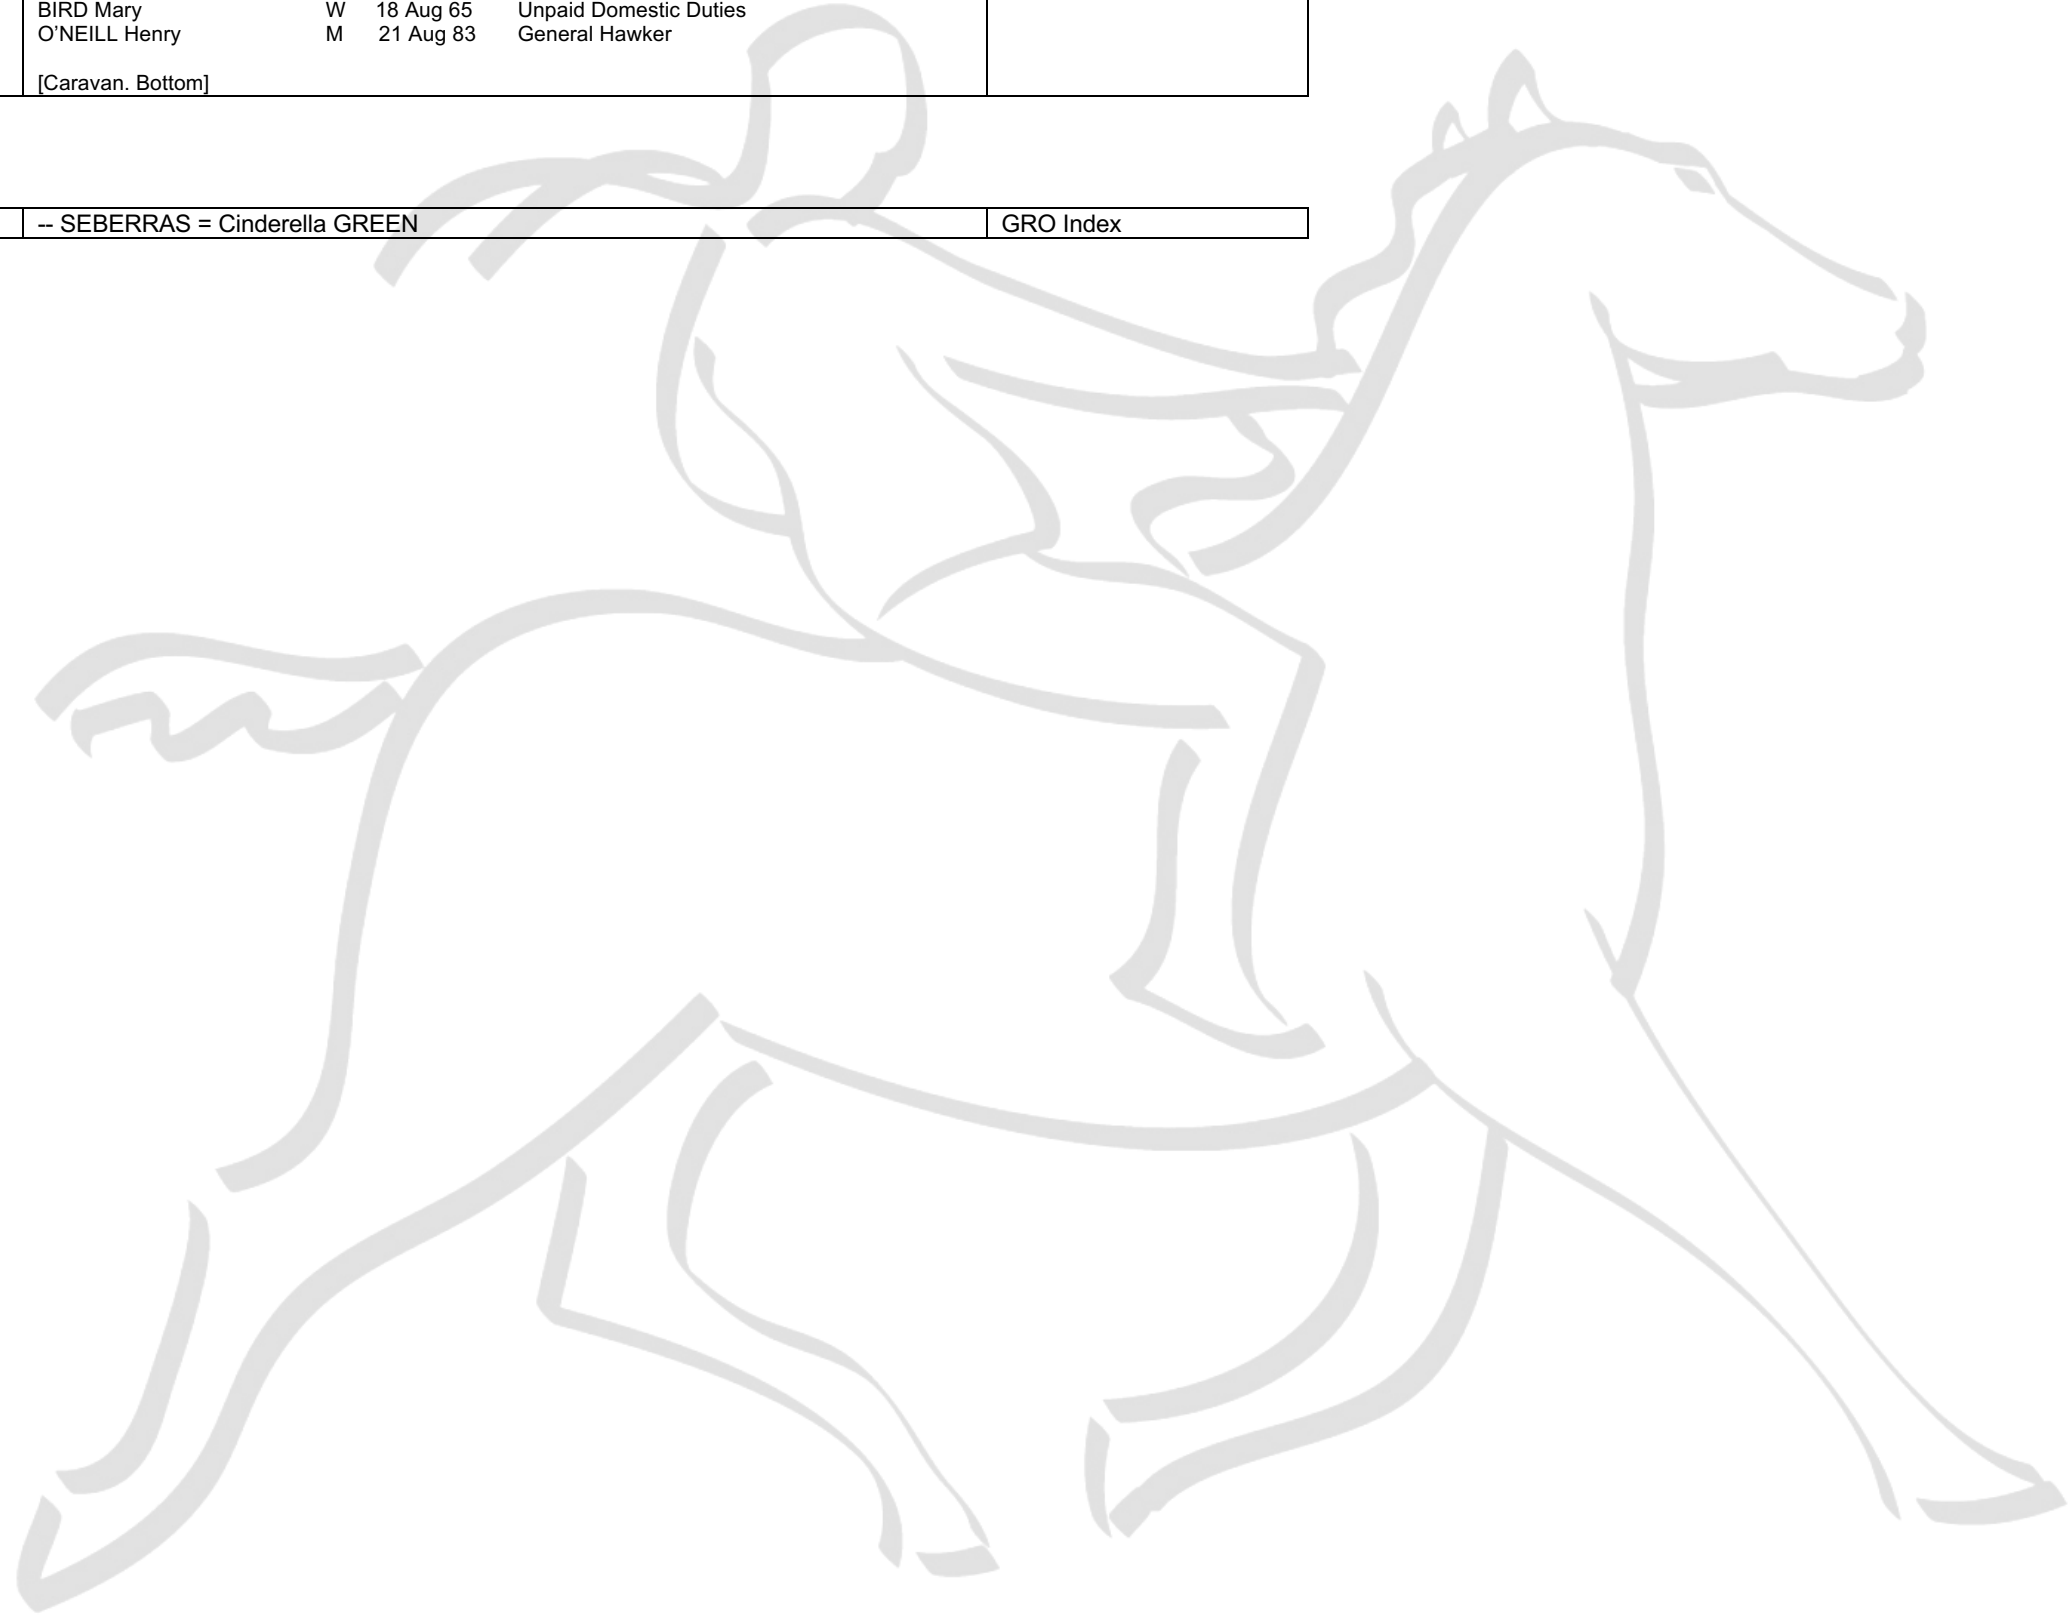 BIRD Mary W 18 Aug 65 Unpaid Domestic Duties
O’NEILL Henry M 21 Aug 83 General Hawker
[Caravan. Bottom]
-- SEBERRAS = Cinderella GREEN GRO Index